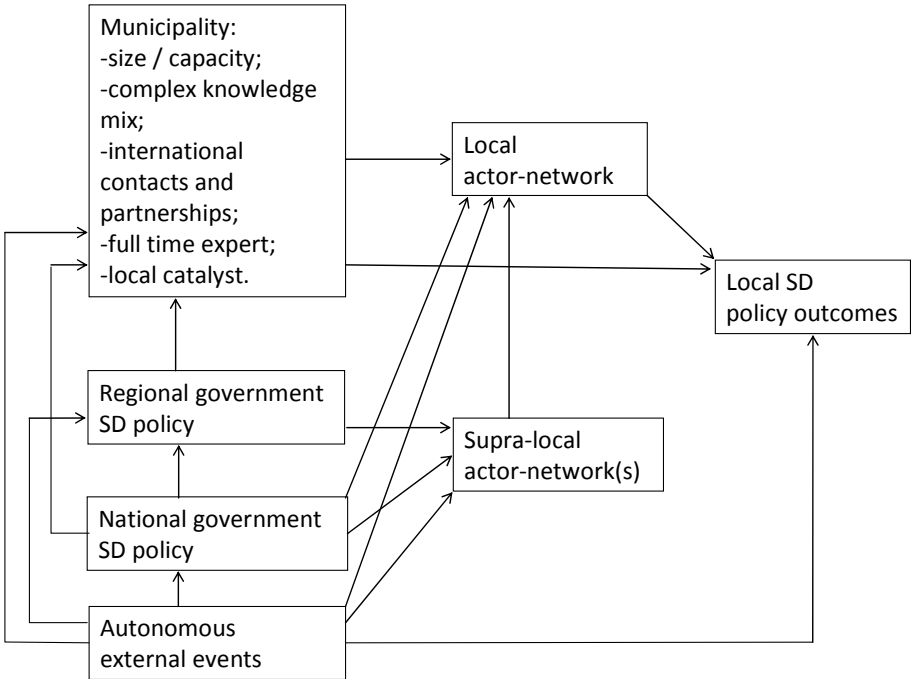 Municipality:
-size / capacity;
-complex knowledge
mix;
-international
contacts and
partnerships;
-full time expert;
-local catalyst.
Local
actor-network
Local SD
policy outcomes
Regional government
SD policy
Supra-local
actor-network(s)
National government
SD policy
Autonomous
external events